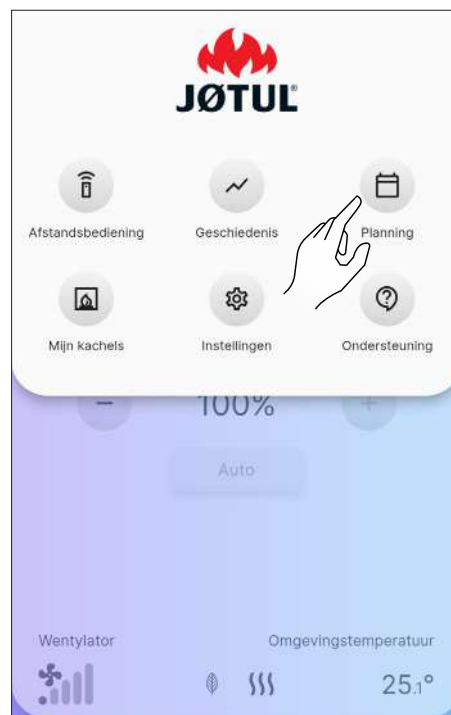 JØTUL®
Afstandsbediening Geschiedenis Planning
Mijn kachels Instellingen Ondersteuning
− 100% +
Auto
Wentylator Omgevingstemperatuur
25.1°